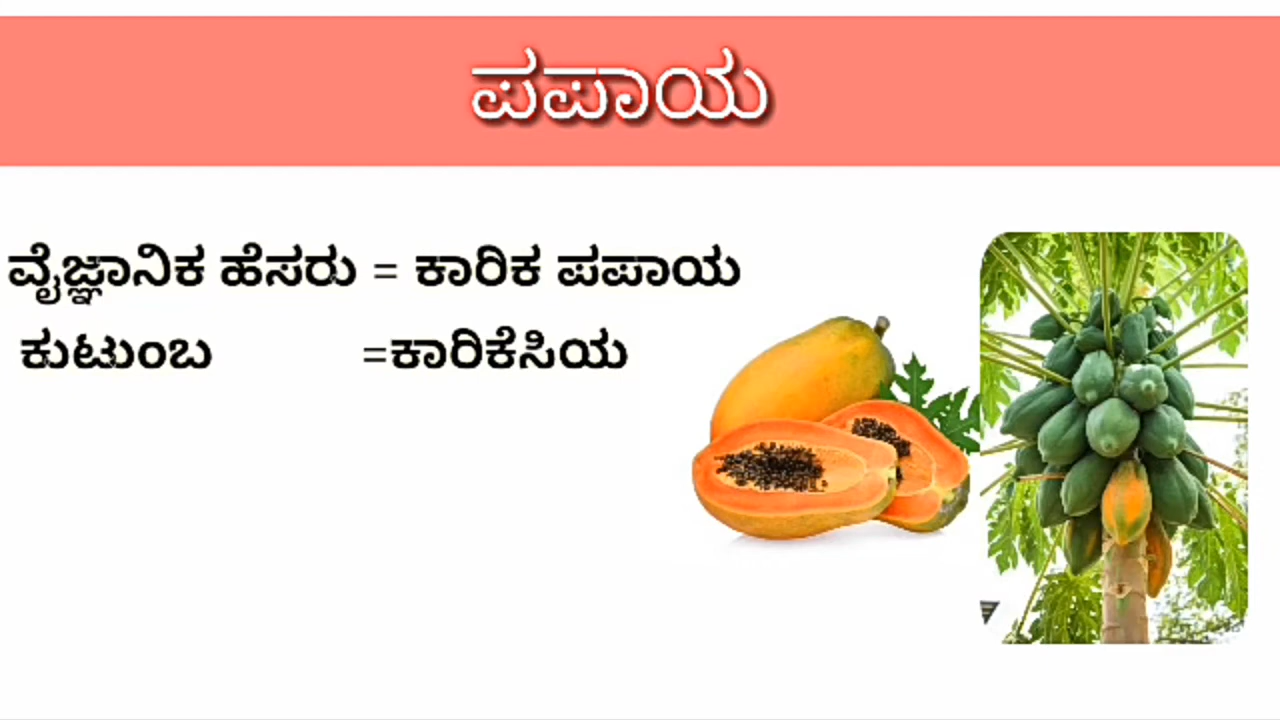 ಪಪಾಯ
ವೈಜ್ಞಾನಿಕ ಹೆಸರು = ಕಾರಿಕ ಪಪಾಯ
ಕುಟುಂಬ =ಕಾರಿಕೆಸಿಯ